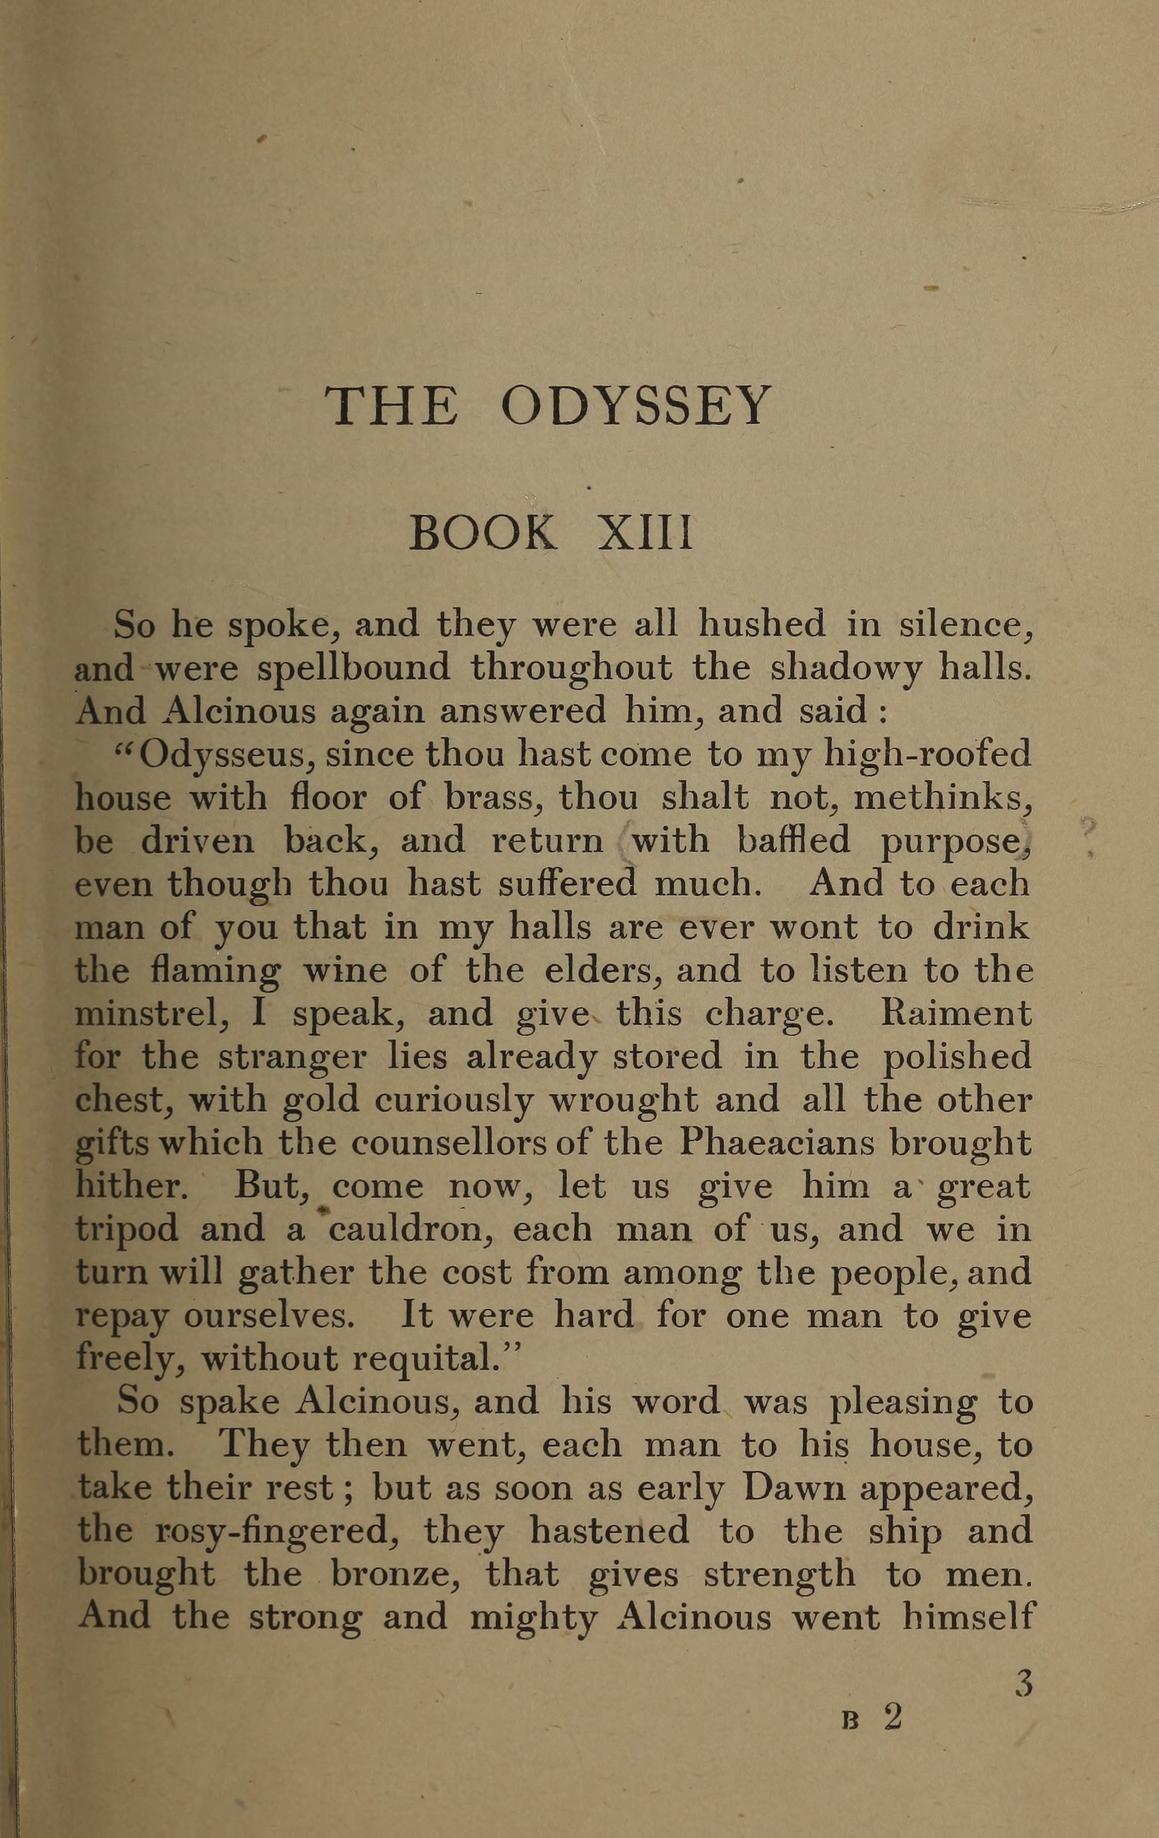 THE ODYSSEY
BOOK XIII
So he spoke, and they were all hushed in silence,
and were spellbound throughout the shadowy halls.
And Alcinous again answered him, and said :
“Odysseus, since thou hast come to my high-roofed
house with floor of brass, thou shalt not, methinks,
be driven back, and return with baffled purpose,
even though thou hast suffered much. And to each
man of you that in my halls are ever wont to drink
the flaming wine of the elders, and to listen to the
minstrel, I speak, and give this charge. Raiment
for the stranger lies already stored in the polished
chest, with gold curiously wrought and all the other
gifts which the counsellors of the Phaeacians brought
hither. But, come now, let us give him a great
tripod and a cauldron, each man of us, and we in
turn will gather the cost from among the people, and
repay ourselves. It were hard for one man to give
freely, without requital.”
So spake Alcinous, and his word was pleasing to
them. They then went, each man to his house, to
take their rest ; but as soon as early Dawn appeared,
the rosy-fingered, they hastened to the ship and
brought the bronze, that gives strength to men.
And the strong and mighty Alcinous went himself
3
B 2
?